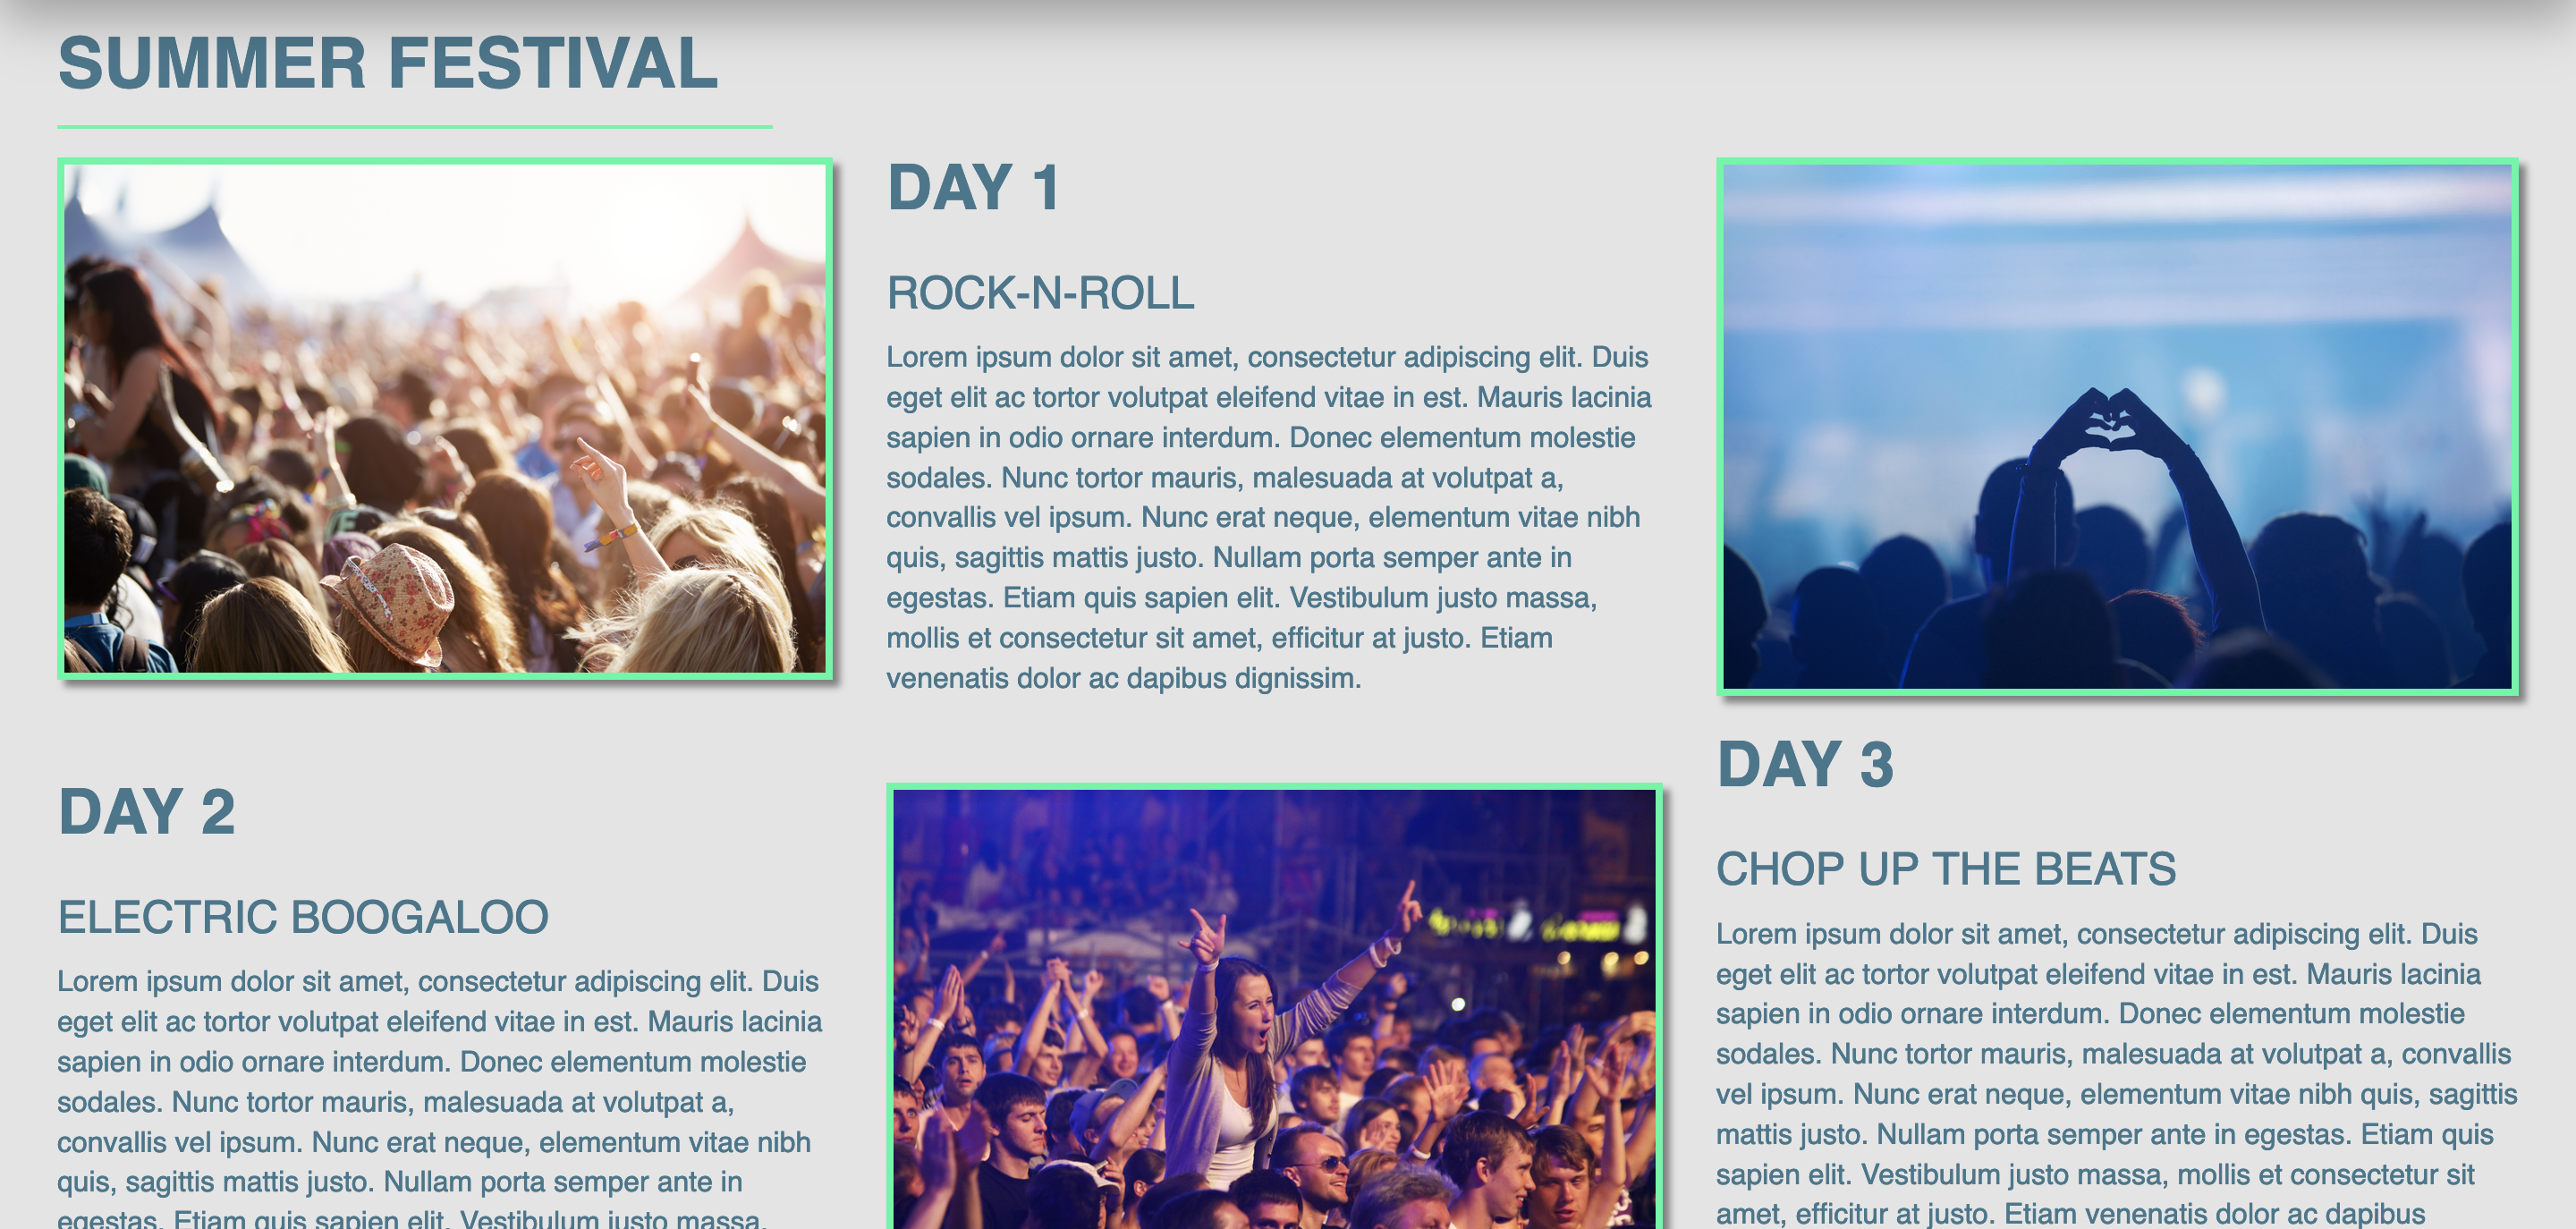 SUMMER FESTIVAL
DAY 1
ROCK-N-ROLL
Lorem ipsum dolor sit amet, consectetur adipiscing elit. Duis
eget elit ac tortor volutpat eleifend vitae in est. Mauris lacinia
sapien in odio ornare interdum. Donec elementum molestie
sodales. Nunc tortor mauris, malesuada at volutpat a,
convallis vel ipsum. Nunc erat neque, elementum vitae nibh
quis, sagittis mattis justo. Nullam porta semper ante in
egestas. Etiam quis sapien elit. Vestibulum justo massa,
mollis et consectetur sit amet, efficitur at justo. Etiam
venenatis dolor ac dapibus dignissim.
DAY 2
ELECTRIC BOOGALOO
Lorem ipsum dolor sit amet, consectetur adipiscing elit. Duis
eget elit ac tortor volutpat eleifend vitae in est. Mauris lacinia
sapien in odio ornare interdum. Donec elementum molestie
sodales. Nunc tortor mauris, malesuada at volutpat a,
convallis vel ipsum. Nunc erat neque, elementum vitae nibh
quis, sagittis mattis justo. Nullam porta semper ante in
egestas. Etiam quis sapien elit. Vestibulum justo massa,
DAY 3
CHOP UP THE BEATS
Lorem ipsum dolor sit amet, consectetur adipiscing elit. Duis
eget elit ac tortor volutpat eleifend vitae in est. Mauris lacinia
sapien in odio ornare interdum. Donec elementum molestie
sodales. Nunc tortor mauris, malesuada at volutpat a, convallis
vel ipsum. Nunc erat neque, elementum vitae nibh quis, sagittis
mattis justo. Nullam porta semper ante in egestas. Etiam quis
sapien elit. Vestibulum justo massa, mollis et consectetur sit
amet, efficitur at justo. Etiam venenatis dolor ac dapibus